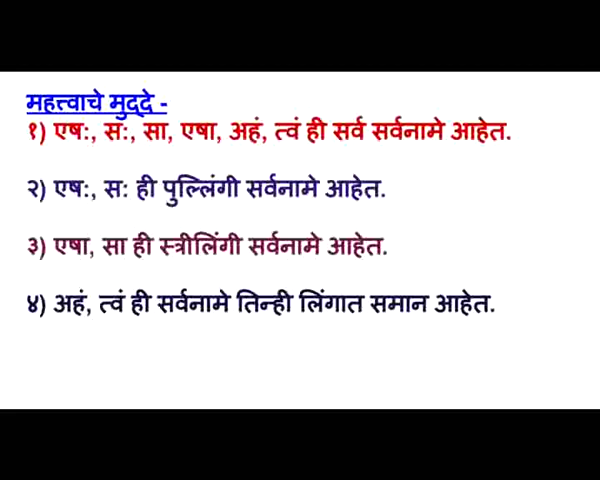 महत्त्वाचे मुद्‌दे -
१) एष:, स:, सा, एषा, अहं, त्वं ही सर्व सर्वनामे आहेत.
२) एष:, स: ही पुल्लिंगी सर्वनामे आहेत.
३) एषा, सा ही स्त्रीलिंगी सर्वनामे आहेत.
४) अहं, त्वं ही सर्वनामे तिन्ही लिंगात समान आहेत.